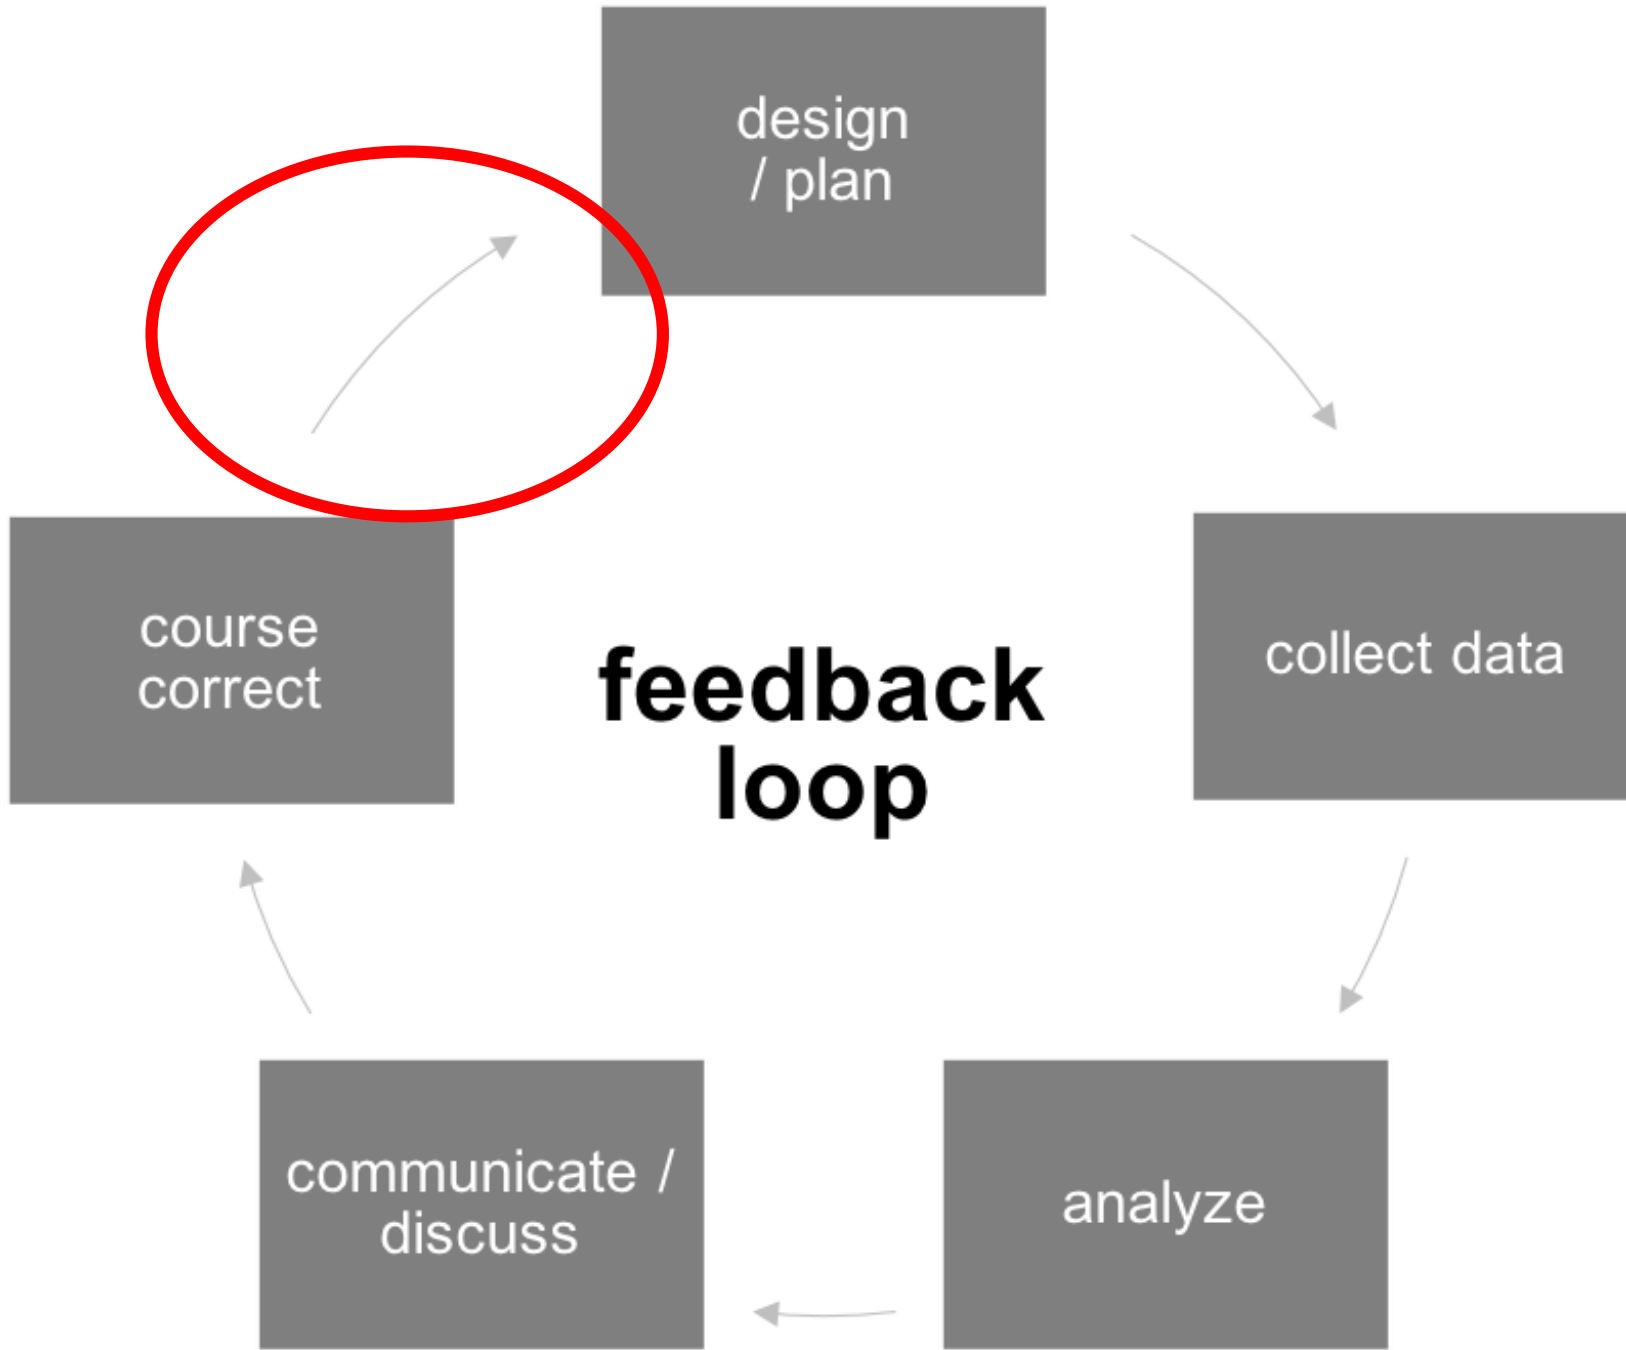 design
/ plan
collect data
analyze
communicate /
discuss
course
correct
feedback
loop